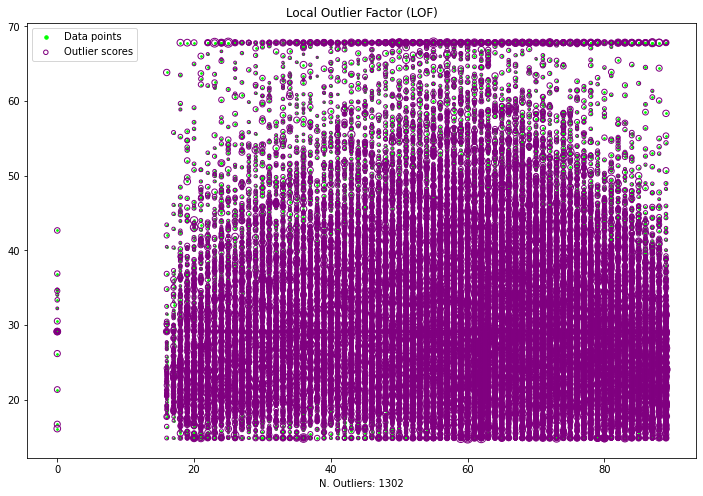 Local Outlier Factor (LOF)
Data points
Outlier scores
70
60
50
40
30
20
0
20
40
60
80
N. Outliers: 1302